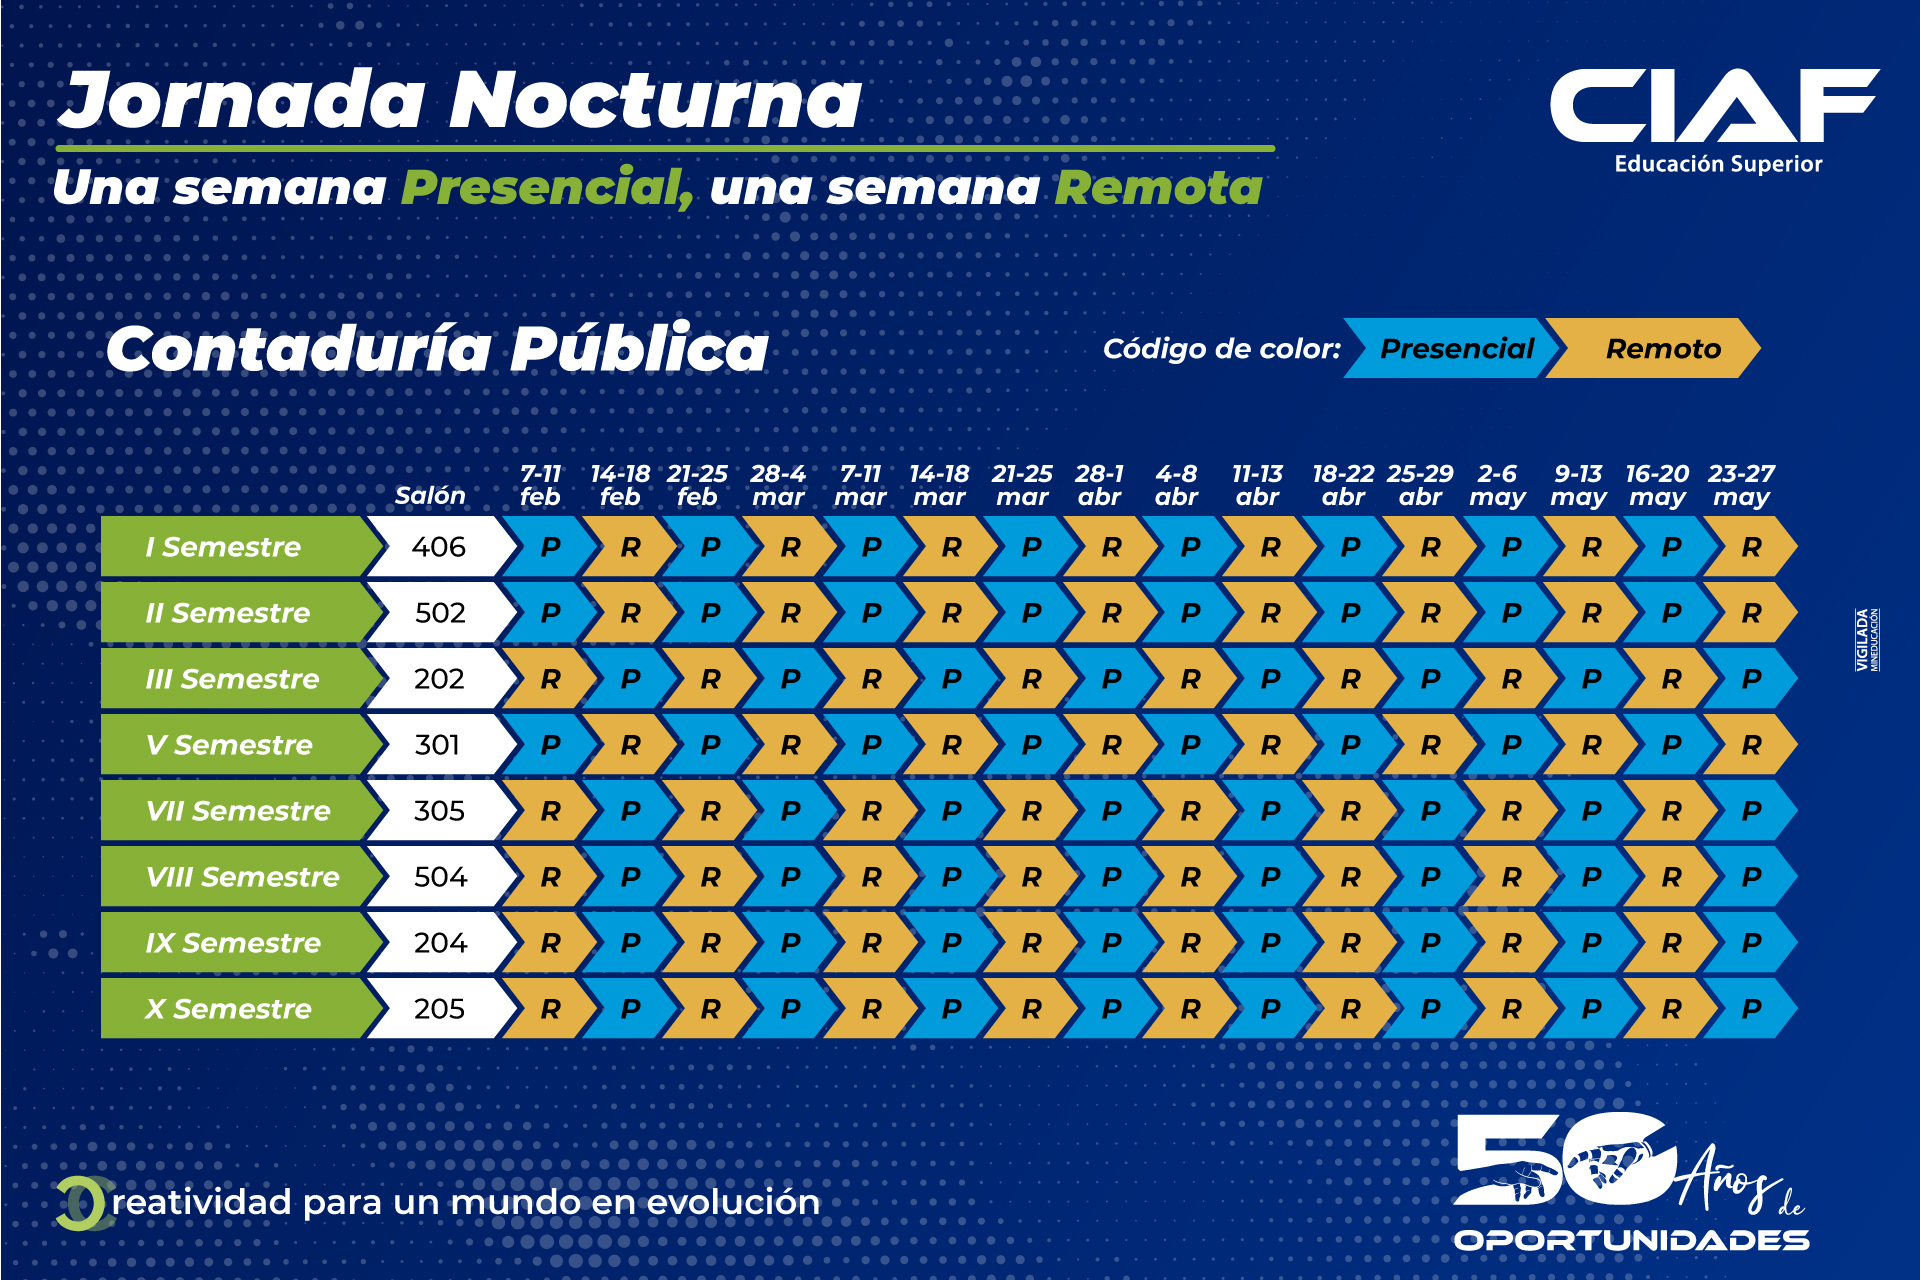 Jornada Nocturna
Una semana Presencial, una semana Remota
CIAF
Educación Superior
Contaduría Pública
Código de color: Presencial Remoto
Salón 7-11 feb 14-18 feb 21-25 feb 28-4 mar 7-11 mar 14-18 mar 21-25 mar 28-1 abr 4-8 abr 11-13 abr 18-22 abr 25-29 abr 2-6 may 9-13 may 16-20 may 23-27 may
I Semestre 406 P R P R P R P R P R P R P R P R
II Semestre 502 P R P R P R P R P R P R P R P R
III Semestre 202 R P R P R P R P R P R P R P R P
V Semestre 301 P R P R P R P R P R P R P R P R
VII Semestre 305 R P R P R P R P R P R P R P R P
VIII Semestre 504 R P R P R P R P R P R P R P R P
IX Semestre 204 R P R P R P R P R P R P R P R P
X Semestre 205 R P R P R P R P R P R P R P R P
VIGILADA
MINEDUCACIÓN
Creatividad para un mundo en evolución
50 Años de
OPORTUNIDADES